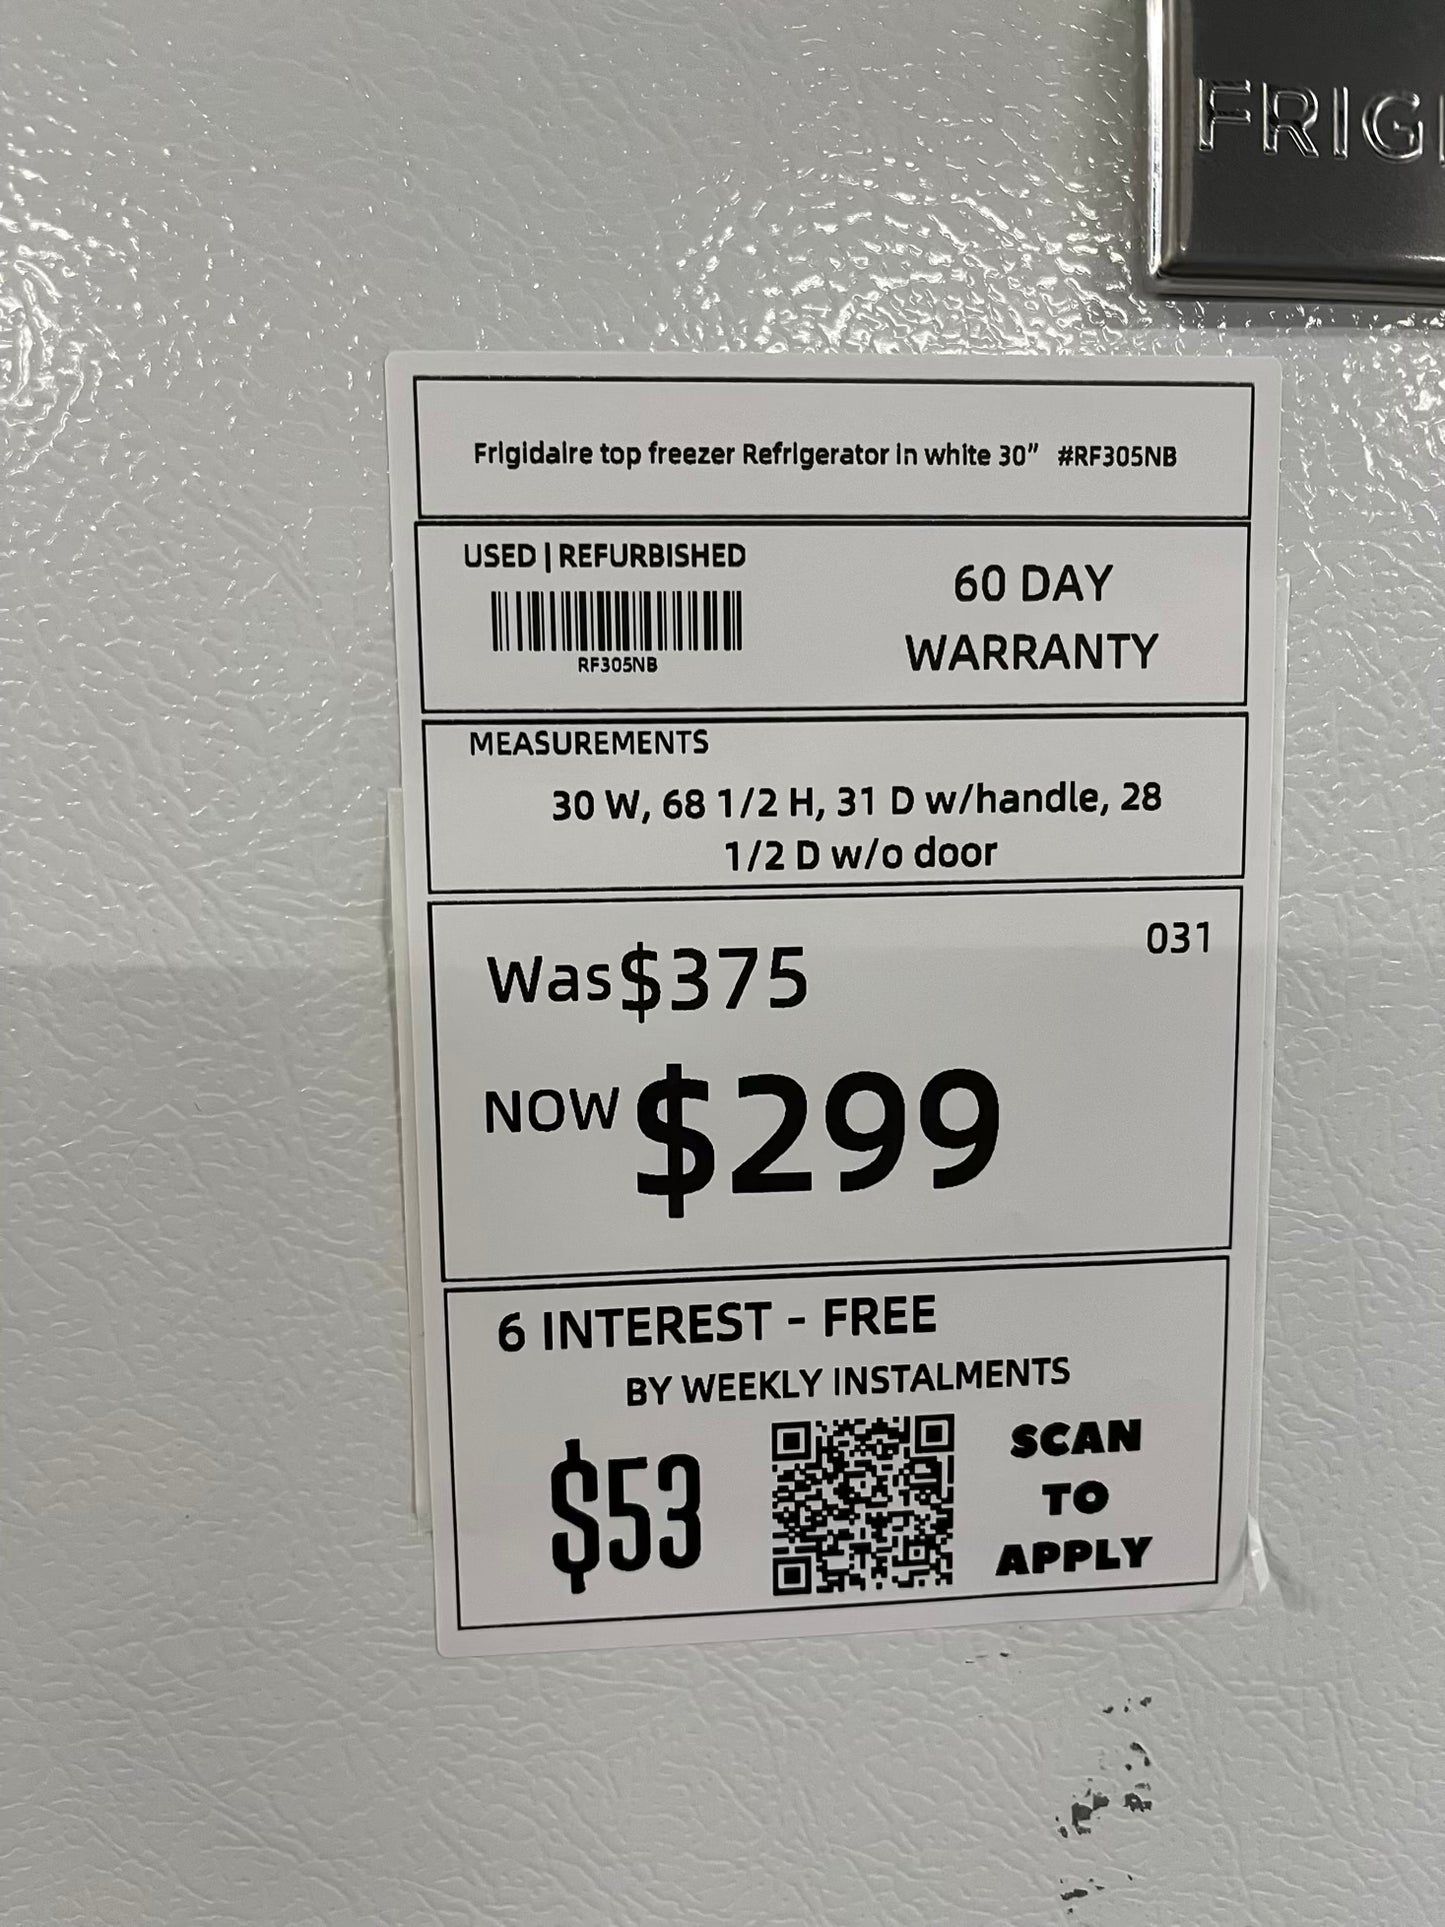 FRIG
Frigidaire top freezer Refrigerator in white 30” #RF305NB
USED | REFURBISHED
RF305NB
60 DAY
WARRANTY
MEASUREMENTS
30 W, 68 1/2 H, 31 D w/handle, 28
1/2 D w/o door
031
Was $375
NOW $299
6 INTEREST - FREE
BY WEEKLY INSTALMENTS
$53
SCAN
TO
APPLY